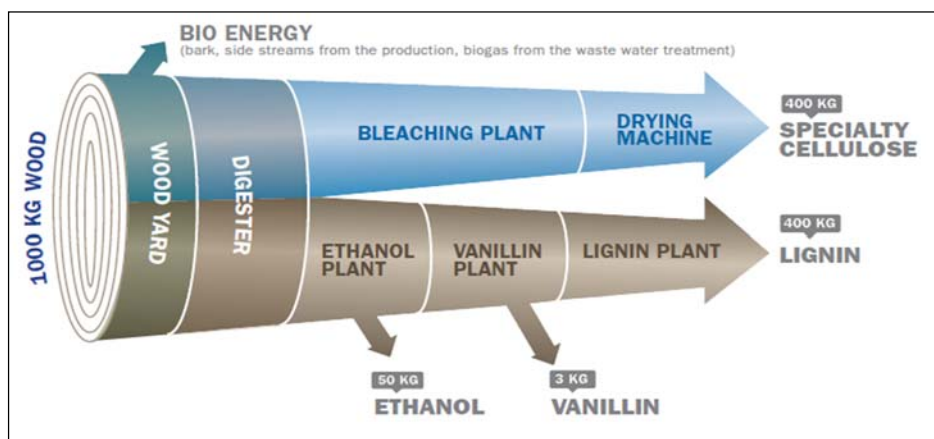 BIO ENERGY
(bark, side streams from the production, biogas from the waste water treatment)
1000 KG WOOD
WOOD YARD
DIGESTER
BLEACHING PLANT
DRYING
MACHINE
400 KG
SPECIALTY
CELLULOSE
ETHANOL
PLANT
VANILLIN
PLANT
LIGNIN PLANT
400 KG
LIGNIN
50 KG
ETHANOL
3 KG
VANILLIN